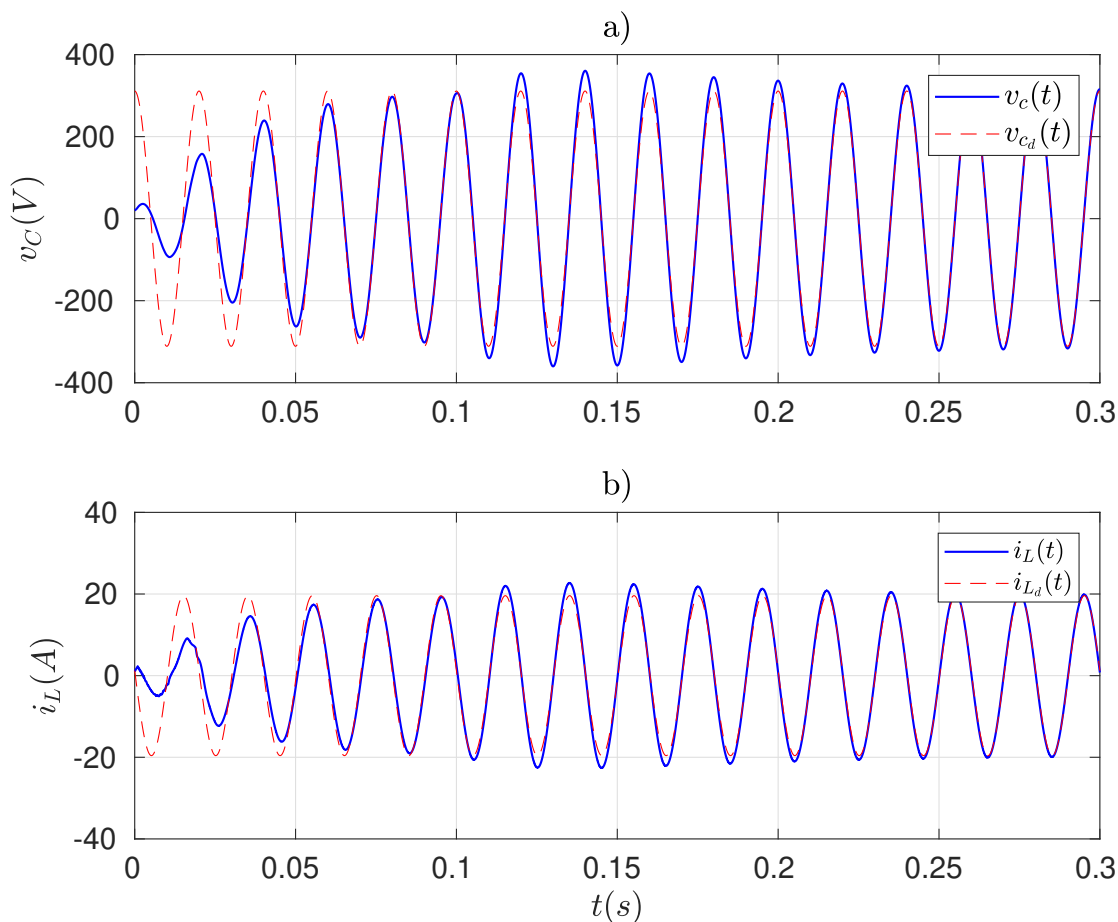 a)
400
200
0
-200
-400
v_C(V)
v_c(t)
v_{c_d}(t)
0 0.05 0.1 0.15 0.2 0.25 0.3
b)
40
20
0
-20
-40
i_L(A)
i_L(t)
i_{L_d}(t)
0 0.05 0.1 0.15 0.2 0.25 0.3
t(s)